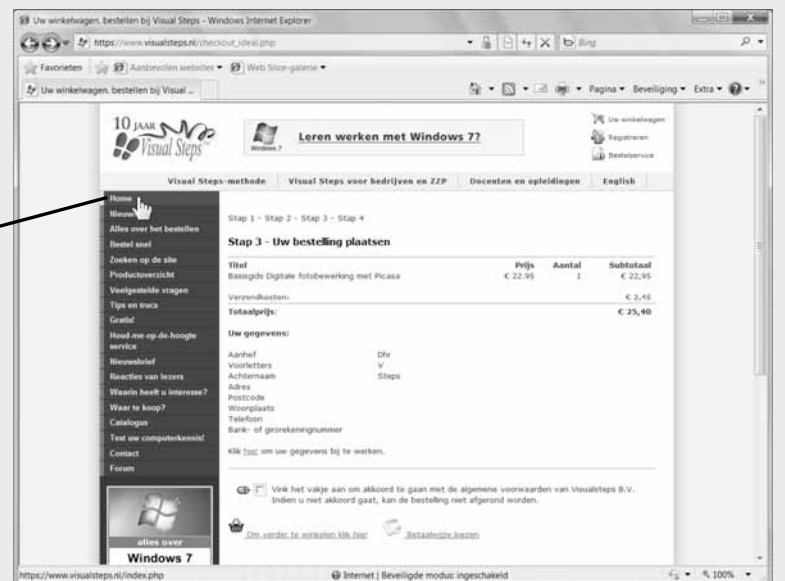 Uw winkelwagen, bestellen bij Visual Steps - Windows Internet Explorer
https://www.visualsteps.nl/checkout_ideal.php
Bing
Favorieten
Aanbevolen websites
Web Slice-galerie
Uw winkelwagen, bestellen bij Visual ...
Pagina
Beveiliging
Extra
10 JAAR
Visual Steps
Windows 7
Leren werken met Windows 7?
Uw winkelwagen
Registreren
Bestelservice
Visual Steps-methode
Visual Steps voor bedrijven en ZZP
Docenten en opleidingen
English
Home
Nieuw
Alles over het bestellen
Bestel snel
Zoeken op de site
Productoverzicht
Veelgestelde vragen
Tips en trucs
Gratis!
Houd me op de hoogte
service
Nieuwsbrief
Reacties van lezers
Waarin heeft u interesse?
Waar te koop?
Catalogus
Test uw computerkennis!
Contact
Forum
alles over
Windows 7
Stap 1 - Stap 2 - Stap 3 - Stap 4
Stap 3 - Uw bestelling plaatsen
Titel Prijs Aantal Subtotaal
Basisgids Digitale fotobewerking met Picasa € 22.95 1 € 22,95
Verzendkosten: € 2,45
Totaalprijs: € 25,40
Uw gegevens:
Aanhef Dhr
Voorletters V
Achternaam Steps
Adres
Postcode
Woonplaats
Telefoon
Bank- of girorekeningnummer
Klik hier om uw gegevens bij te werken.
Vink het vakje aan om akkoord te gaan met de algemene voorwaarden van Visualsteps B.V.
Indien u niet akkoord gaat, kan de bestelling niet afgerond worden.
Om verder te winkelen klik hier
Betaalwijze kiezen
https://www.visualsteps.nl/index.php
Internet | Beveiligde modus: ingeschakeld
100%